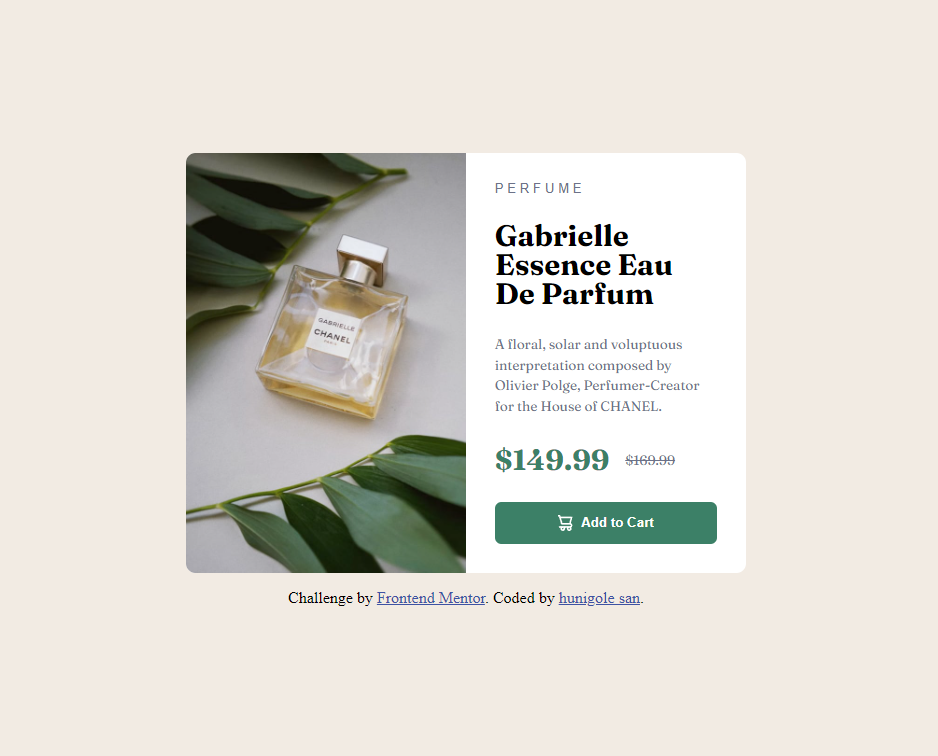 PERFUME
Gabrielle
Essence Eau
De Parfum
A floral, solar and voluptuous
interpretation composed by
Olivier Polge, Perfumer-Creator
for the House of CHANEL.
$149.99 $169.99
Add to Cart
GABRIELLE
CHANEL
PARIS
Challenge by Frontend Mentor. Coded by hunigole san.